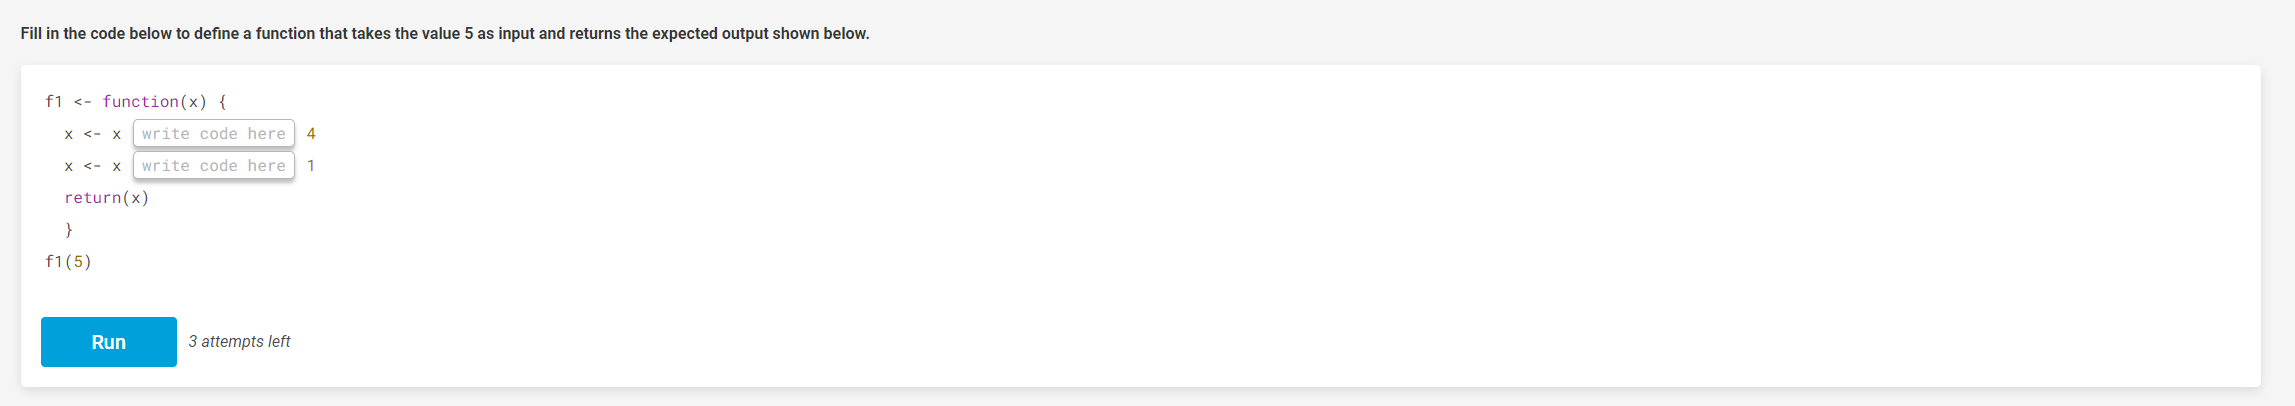 Fill in the code below to define a function that takes the value 5 as input and returns the expected output shown below.
f1 <- function(x) {
x <- x write code here 4
x <- x write code here 1
return(x)
}
f1(5)
Run 3 attempts left